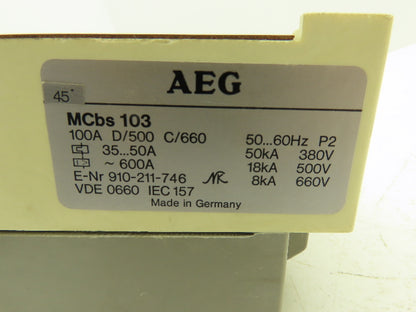 45°
AEG
MCbs 103
100A D/500 C/660 50...60Hz P2
35...50A 50kA 380V
~ 600A 18kA 500V
E-Nr 910-211-746 8kA 660V
VDE 0660 IEC 157
Made in Germany